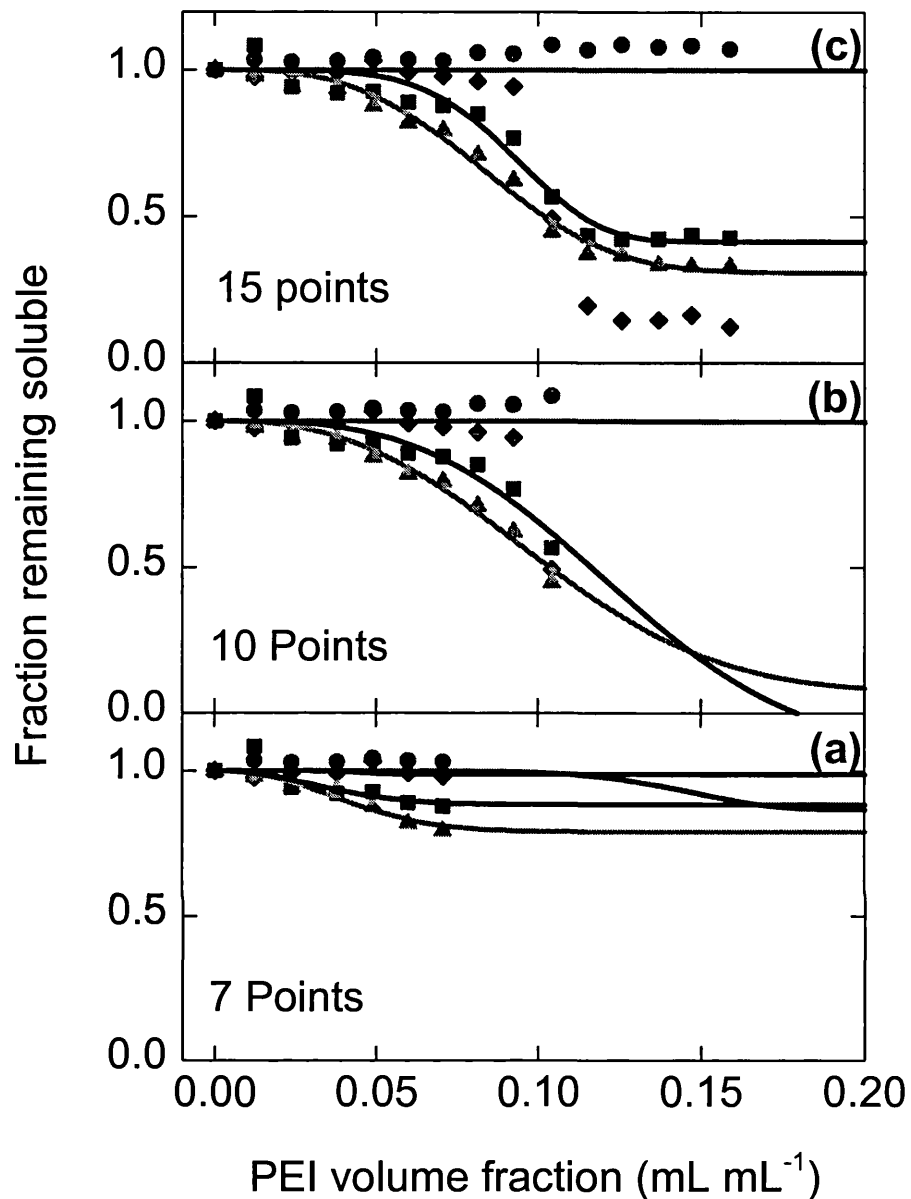 Fraction remaining soluble
(c)
1.0
0.5
0.0
15 points
(b)
1.0
0.5
0.0
10 Points
(a)
1.0
0.5
0.0
7 Points
0.00 0.05 0.10 0.15 0.20
PEI volume fraction (mL mL⁻¹)